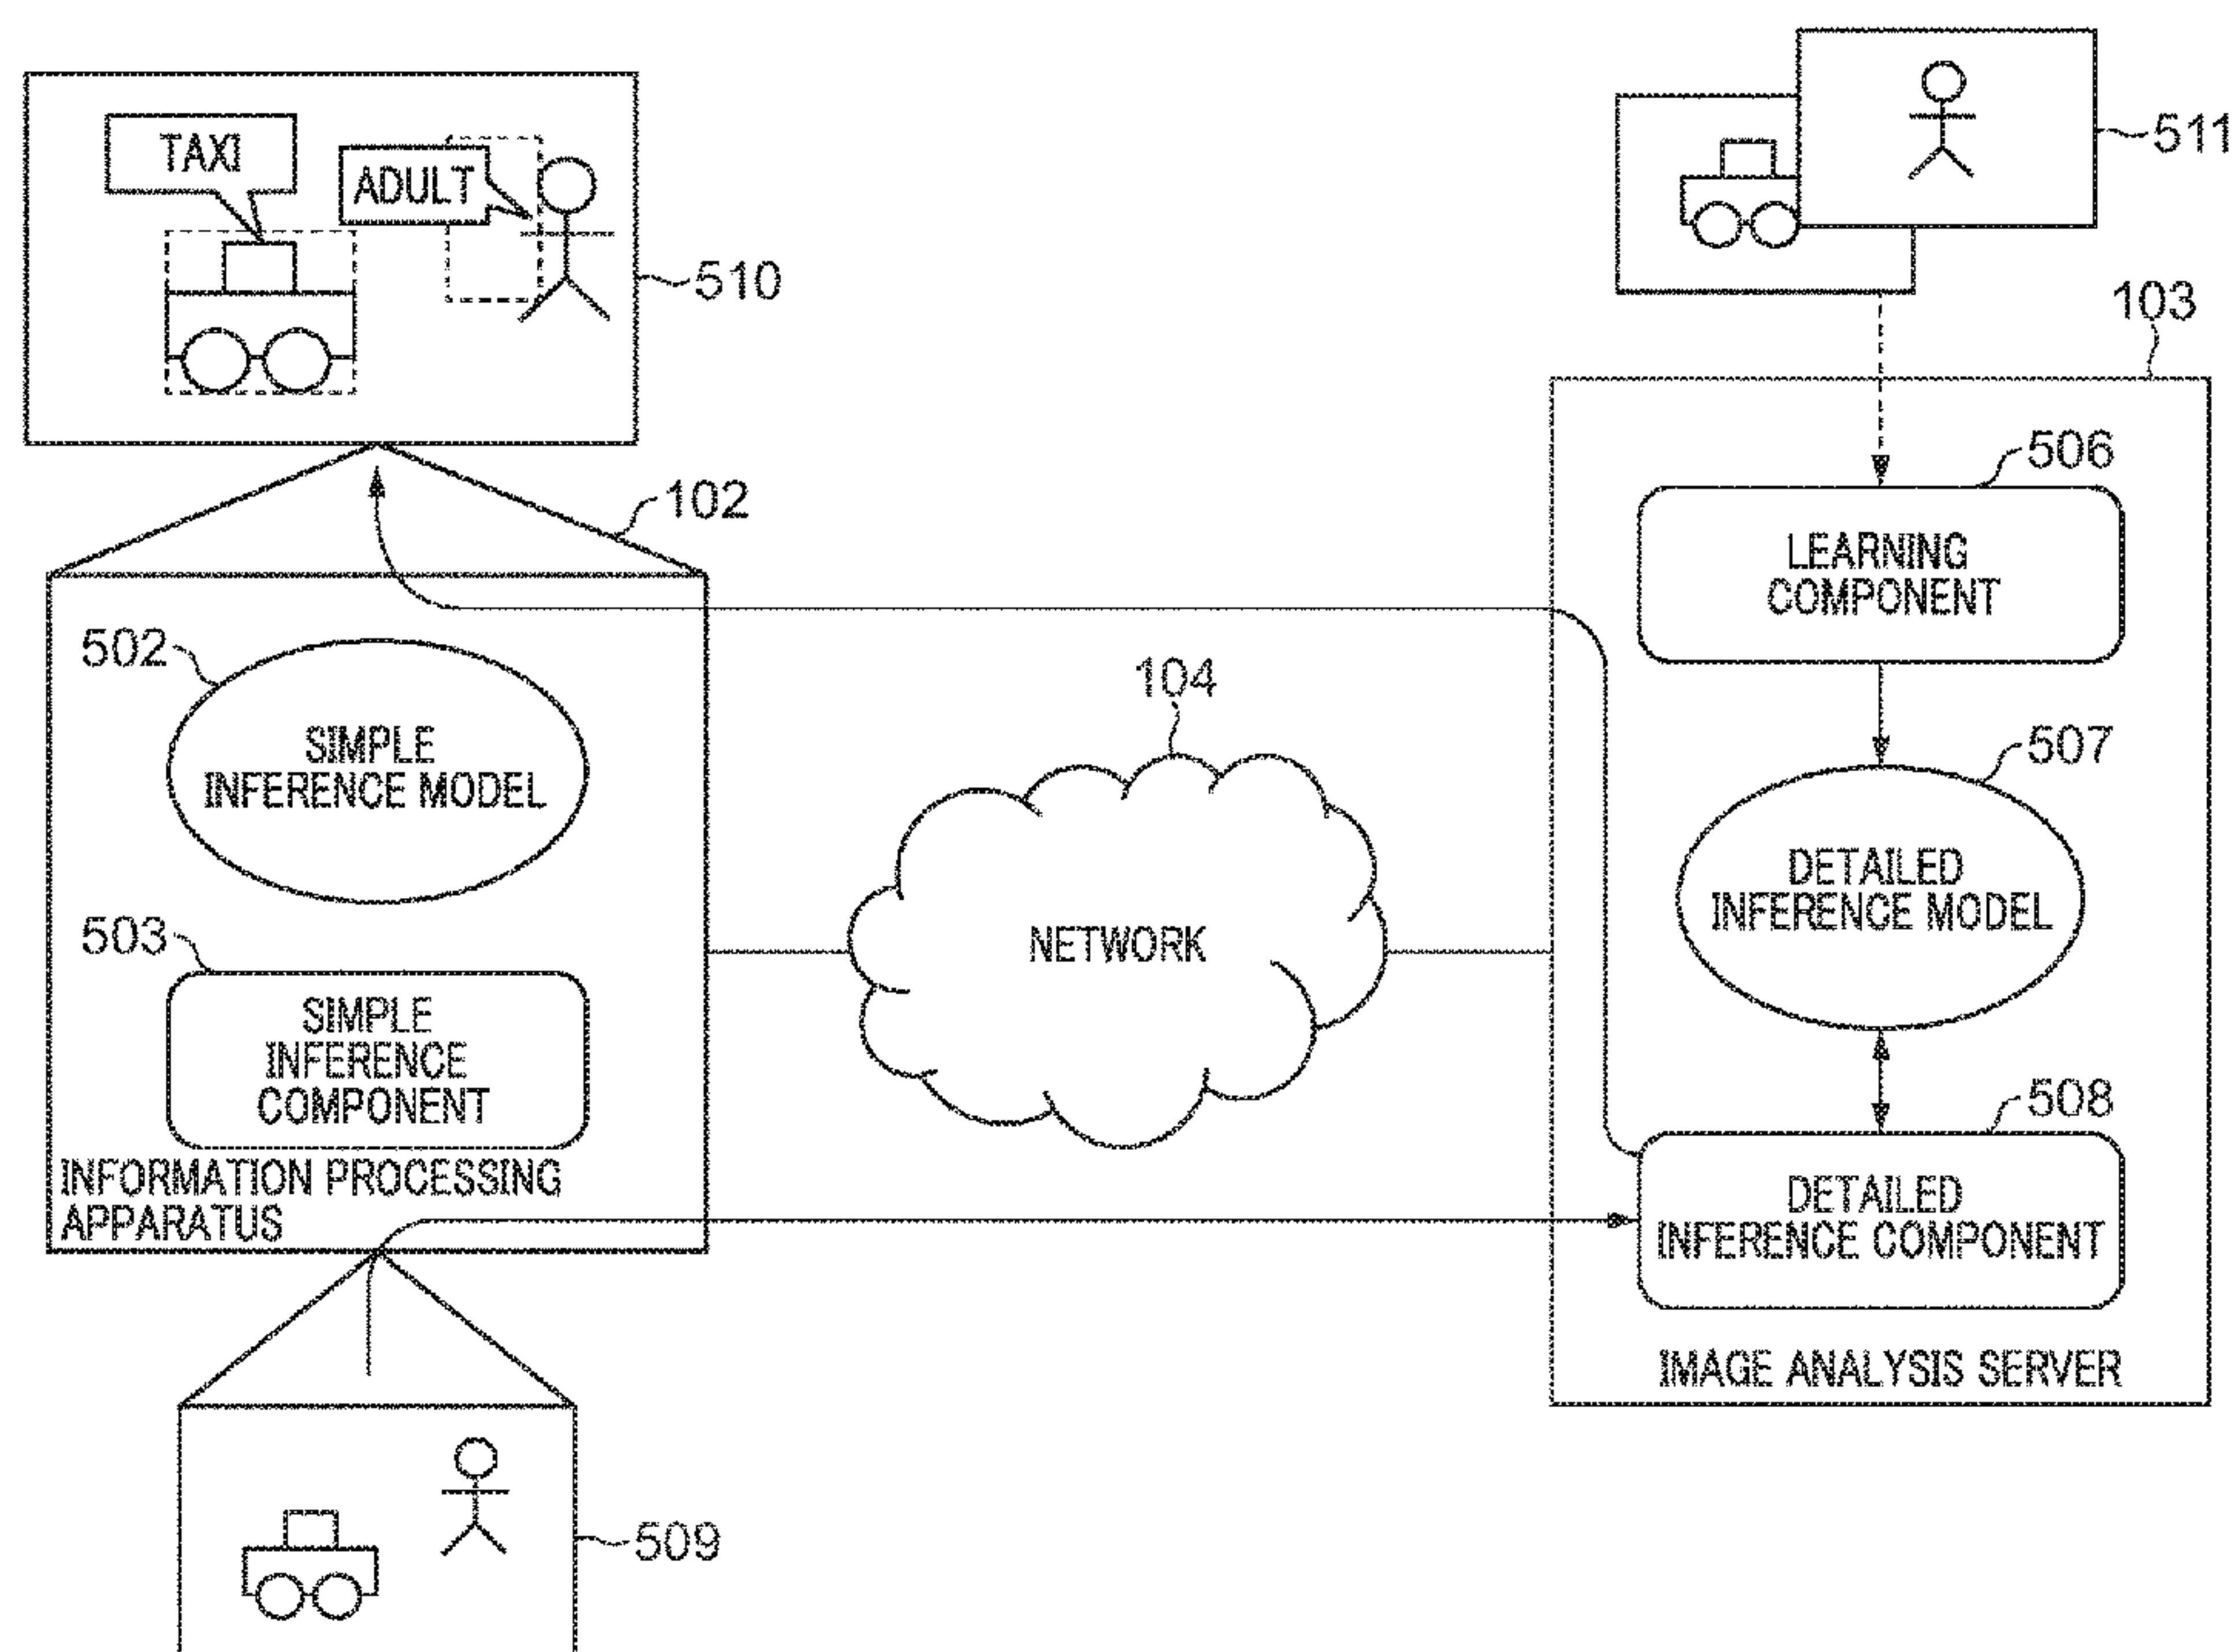 TAXI
ADULT
510
511
103
102
506
LEARNING
COMPONENT
502
SIMPLE
INFERENCE MODEL
104
NETWORK
507
DETAILED
INFERENCE MODEL
503
SIMPLE
INFERENCE
COMPONENT
INFORMATION PROCESSING
APPARATUS
508
DETAILED
INFERENCE COMPONENT
IMAGE ANALYSIS SERVER
509